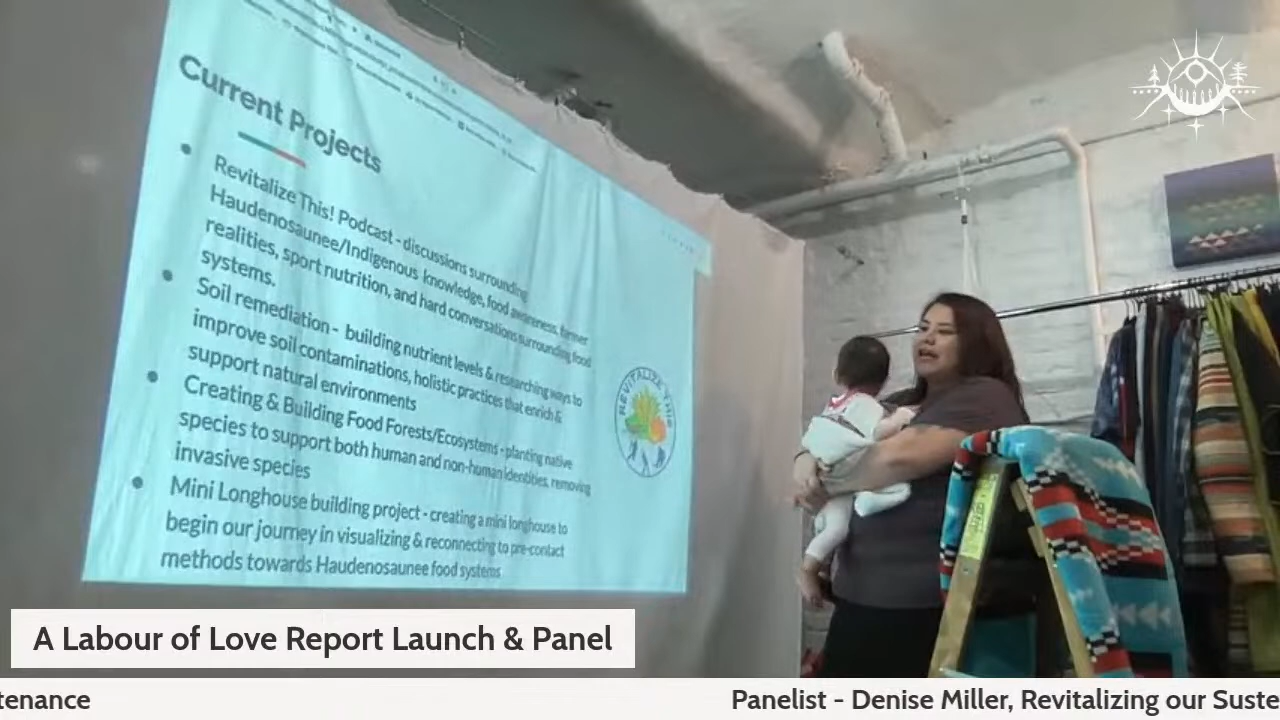 Current Projects
Revitalize This! Podcast - discussions surrounding
Haudenosaunee/Indigenous knowledge, food awareness, farmer
realities, sport nutrition, and hard conversations surrounding food
systems.
Soil remediation - building nutrient levels & researching ways to
improve soil contaminations, holistic practices that enrich &
support natural environments
Creating & Building Food Forests/Ecosystems - planting native
species to support both human and non-human identities, removing
invasive species
Mini Longhouse building project - creating a mini longhouse to
begin our journey in visualizing & reconnecting to pre-contact
methods towards Haudenosaunee food systems
REVITALIZE THIS
A Labour of Love Report Launch & Panel
tenance
Panelist - Denise Miller, Revitalizing our Suste